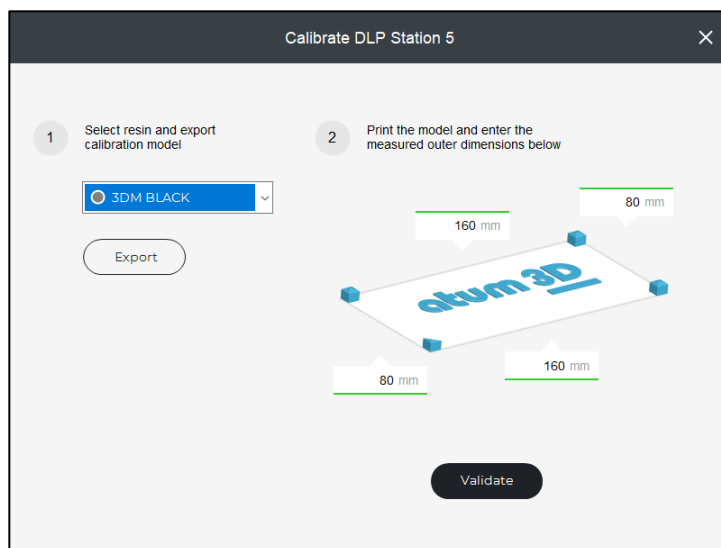 Calibrate DLP Station 5
1
Select resin and export
calibration model
3DM BLACK
Export
2
Print the model and enter the
measured outer dimensions below
160 mm
80 mm
atum3D
80 mm
160 mm
Validate